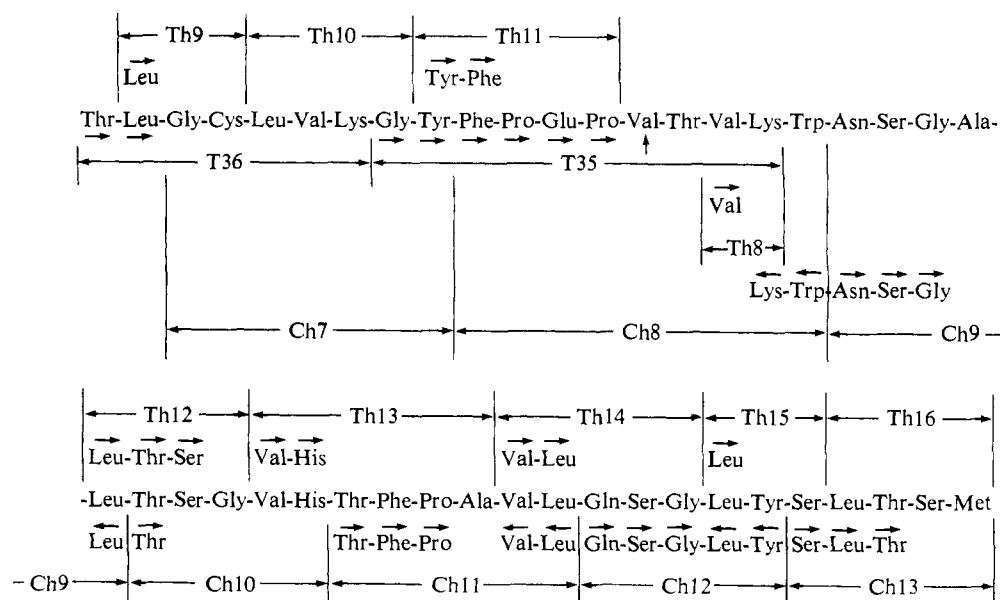 Th9 Th10 Th11
Leu Tyr-Phe
Thr-Leu-Gly-Cys-Leu-Val-Lys-Gly-Tyr-Phe-Pro-Glu-Pro-Val-Thr-Val-Lys-Trp-Asn-Ser-Gly-Ala-
T36 T35
Val
Th8
Lys-Trp-Asn-Ser-Gly
Ch7 Ch8 Ch9
Th12 Th13 Th14 Th15 Th16
Leu-Thr-Ser Val-His Val-Leu Leu
-Leu-Thr-Ser-Gly-Val-His-Thr-Phe-Pro-Ala-Val-Leu-Gln-Ser-Gly-Leu-Tyr-Ser-Leu-Thr-Ser-Met
Leu Thr Thr-Phe-Pro Val-Leu Gln-Ser-Gly-Leu-Tyr Ser-Leu-Thr
Ch9 Ch10 Ch11 Ch12 Ch13